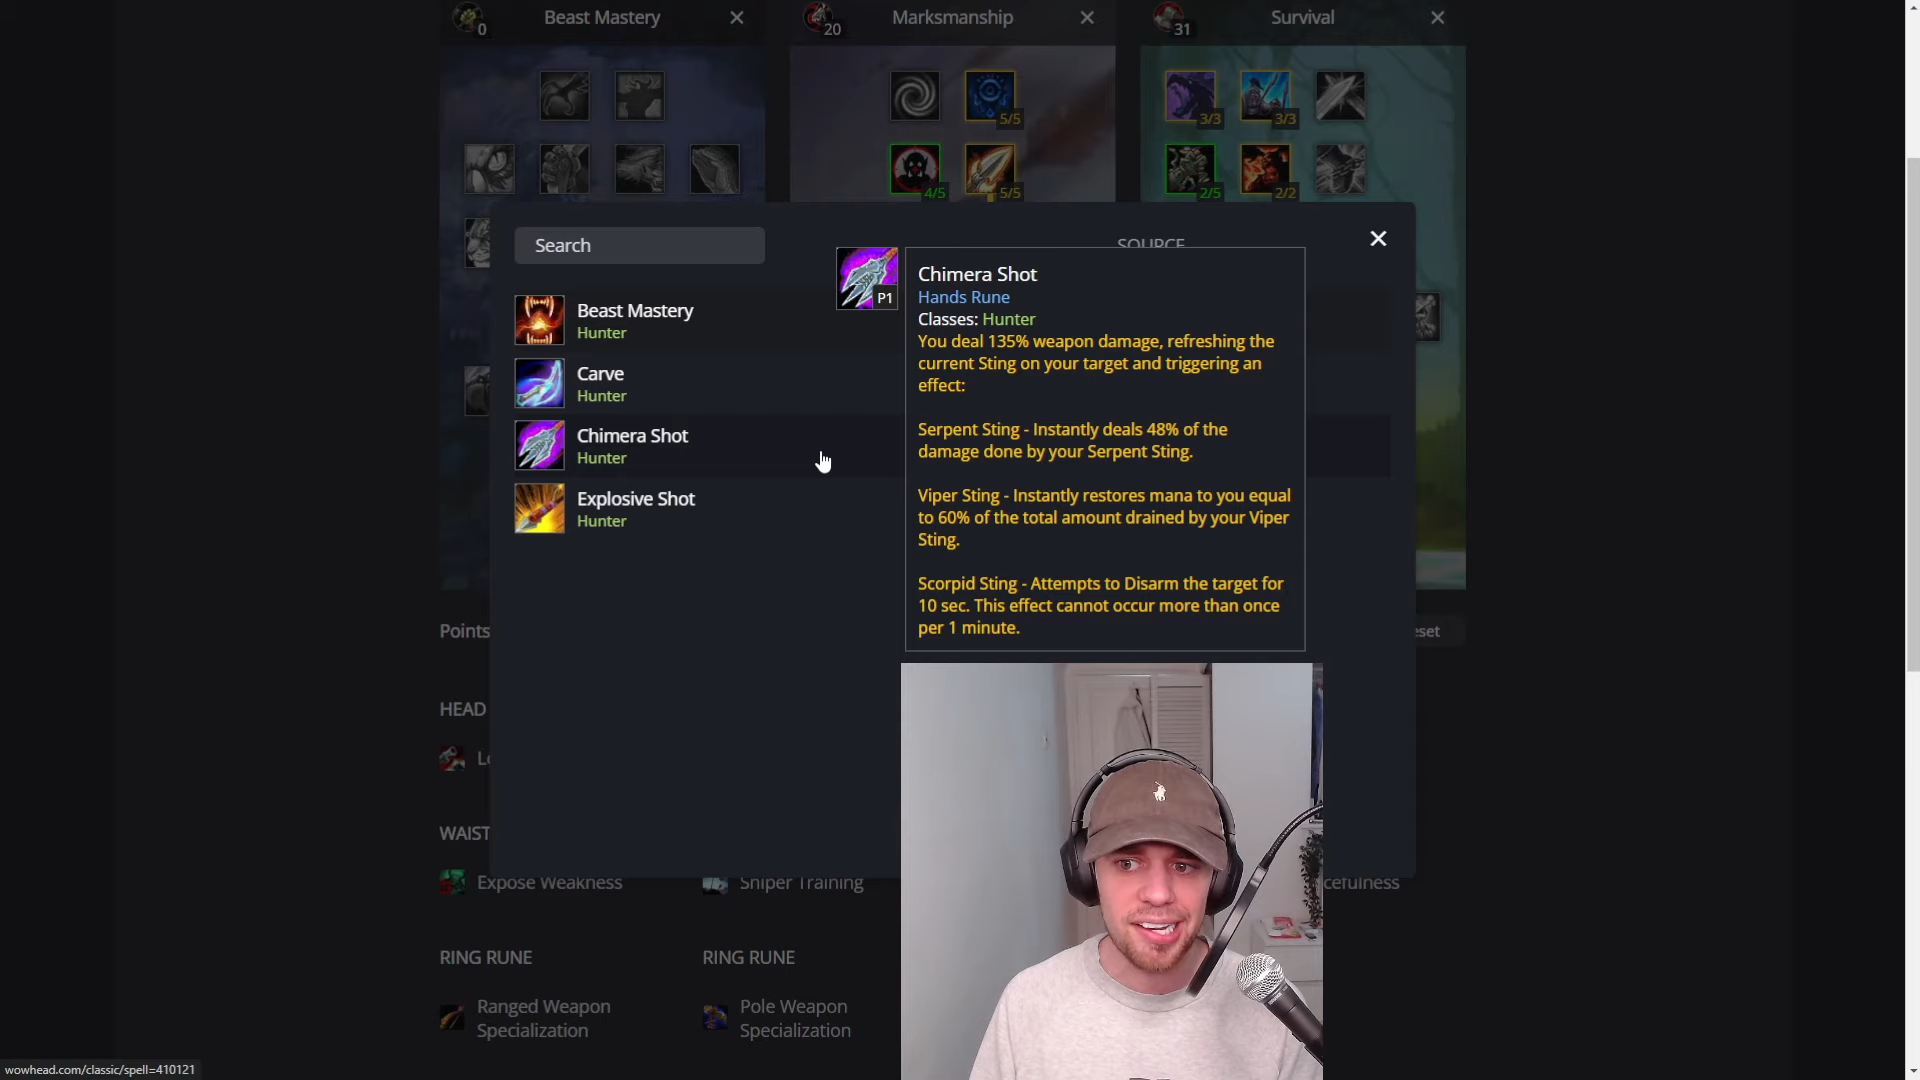 0
Beast Mastery
20
Marksmanship
31
Survival
5/5
3/3
3/3
4/5
5/5
2/5
2/2
Search
SOURCE
Beast Mastery
Hunter
Carve
Hunter
Chimera Shot
Hunter
Explosive Shot
Hunter
P1
Chimera Shot
Hands Rune
Classes: Hunter
You deal 135% weapon damage, refreshing the
current Sting on your target and triggering an
effect:
Serpent Sting - Instantly deals 48% of the
damage done by your Serpent Sting.
Viper Sting - Instantly restores mana to you equal
to 60% of the total amount drained by your Viper
Sting.
Scorpid Sting - Attempts to Disarm the target for
10 sec. This effect cannot occur more than once
per 1 minute.
Points
eset
HEAD
WAIST
Expose Weakness
Sniper Training
cefulness
RING RUNE
RING RUNE
Ranged Weapon
Specialization
Pole Weapon
Specialization
wowhead.com/classic/spell=410121